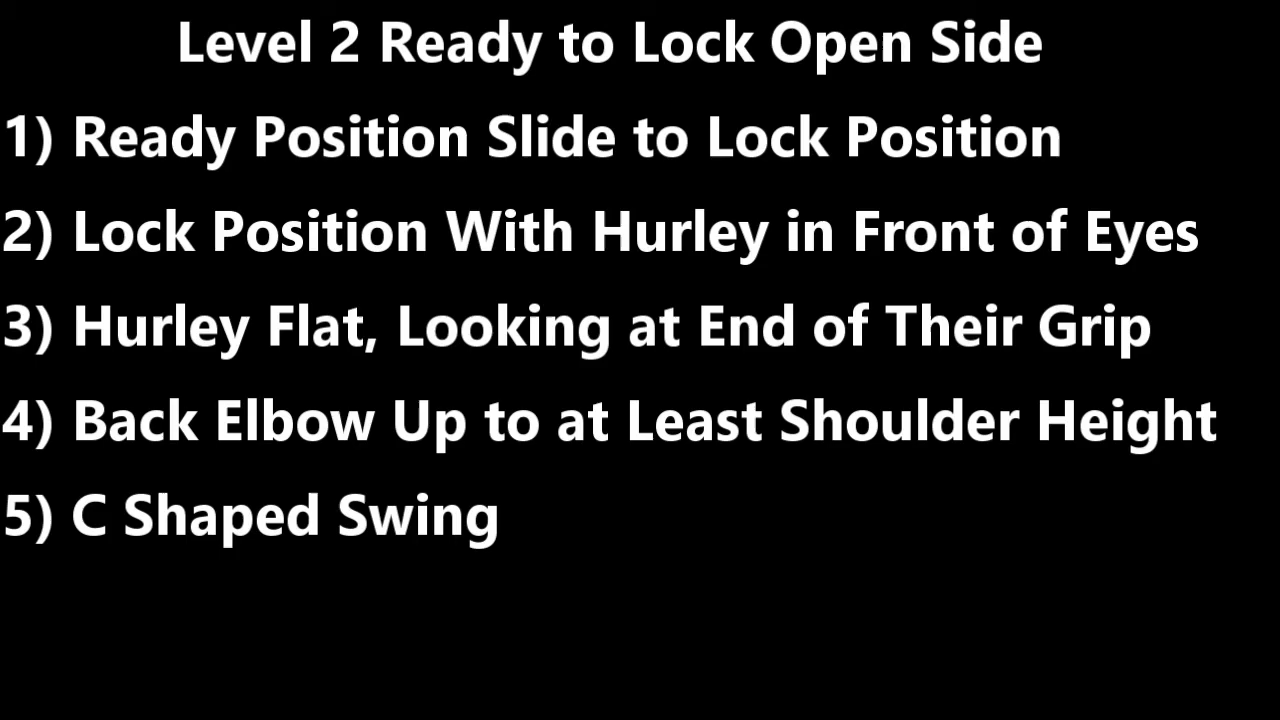 Level 2 Ready to Lock Open Side
1) Ready Position Slide to Lock Position
2) Lock Position With Hurley in Front of Eyes
3) Hurley Flat, Looking at End of Their Grip
4) Back Elbow Up to at Least Shoulder Height
5) C Shaped Swing